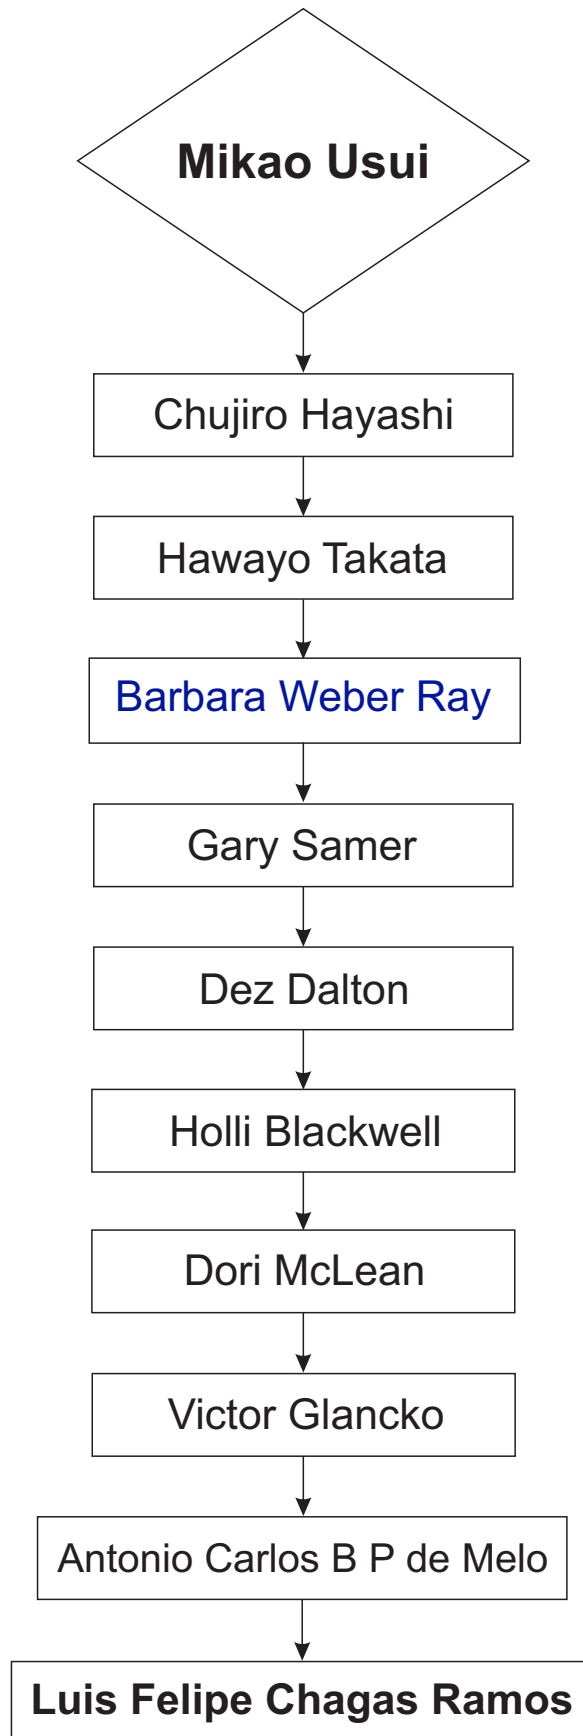 Mikao Usui
Chujiro Hayashi
Hawayo Takata
Barbara Weber Ray
Gary Samer
Dez Dalton
Holli Blackwell
Dori McLean
Victor Glancko
Antonio Carlos B P de Melo
Luis Felipe Chagas Ramos